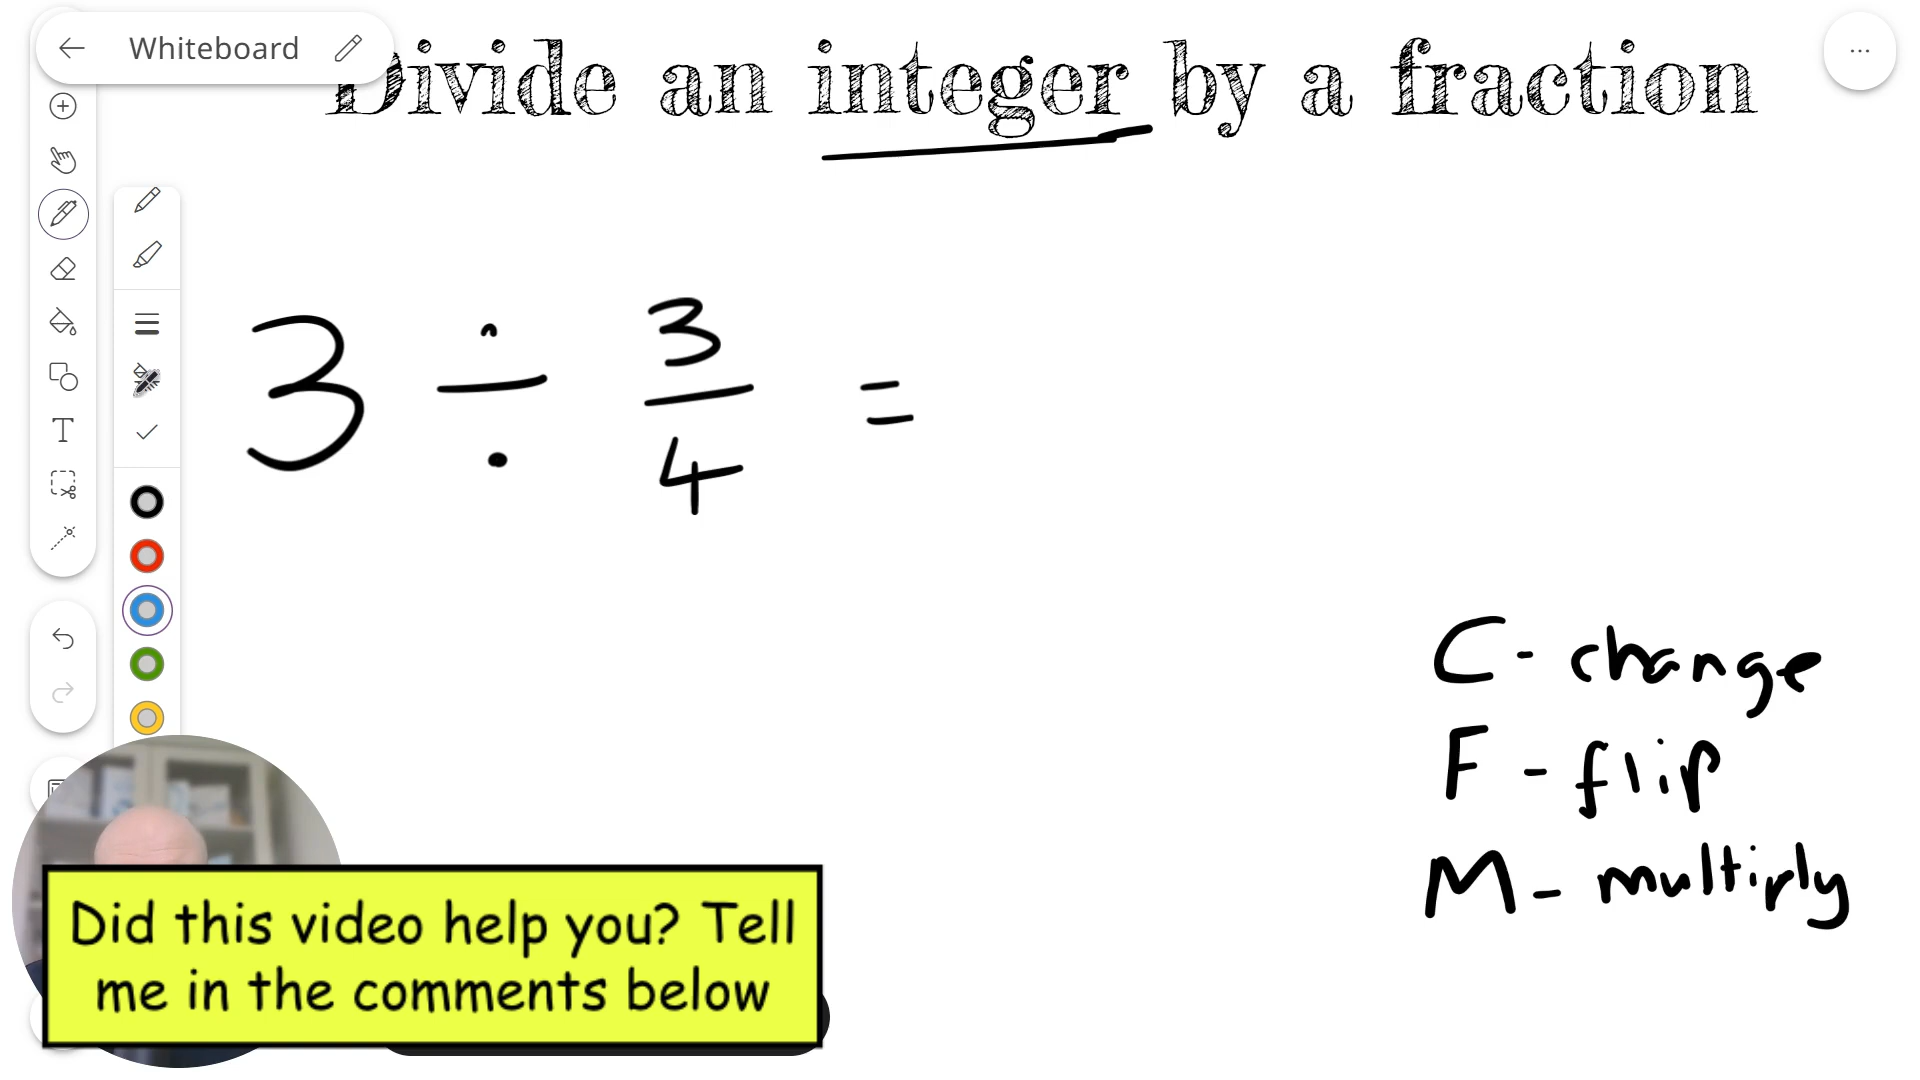 Whiteboard
Divide an integer by a fraction
3 ÷ 3/4 =
C - change
F - flip
M - multiply
Did this video help you? Tell
me in the comments below